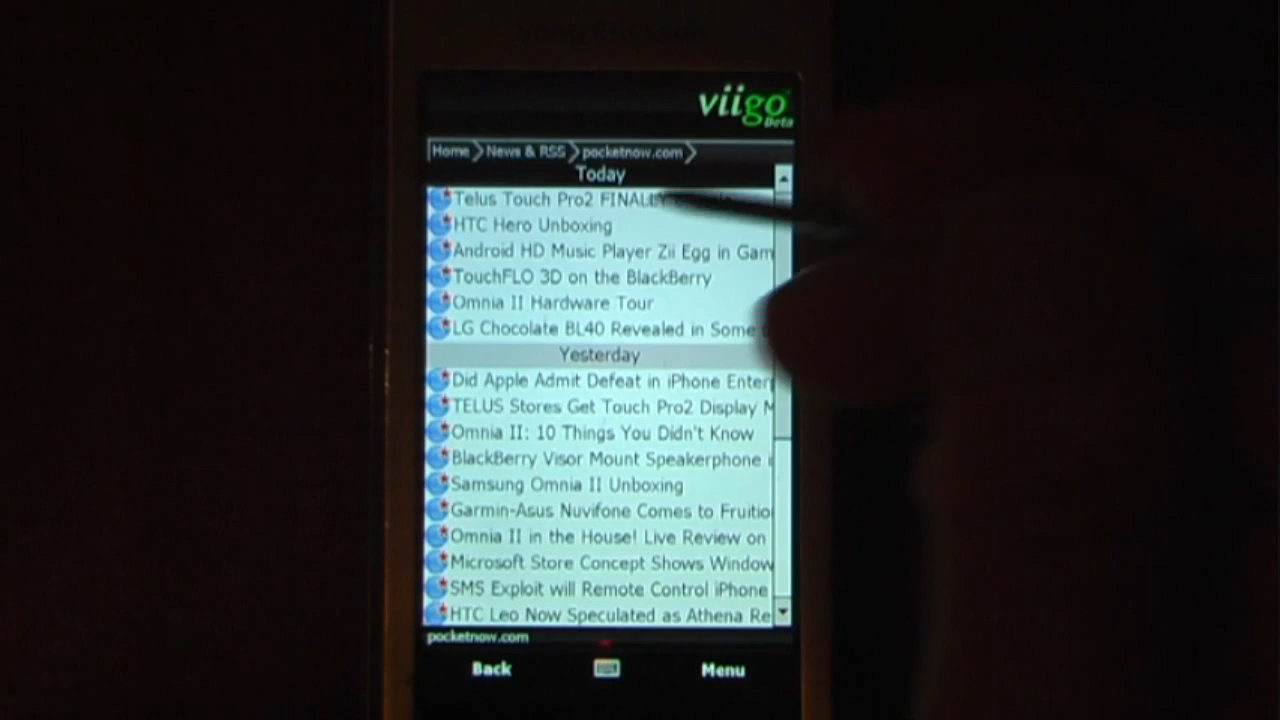 Sony Ericsson
viigo
Beta
Home News & RSS pocketnow.com
Today
Telus Touch Pro2 FINALLY
HTC Hero Unboxing
Android HD Music Player Zii Egg in Gam
TouchFLO 3D on the BlackBerry
Omnia II Hardware Tour
LG Chocolate BL40 Revealed in Some
Yesterday
Did Apple Admit Defeat in iPhone Enter
TELUS Stores Get Touch Pro2 Display M
Omnia II: 10 Things You Didn't Know
BlackBerry Visor Mount Speakerphone i
Samsung Omnia II Unboxing
Garmin-Asus Nuvifone Comes to Fruitio
Omnia II in the House! Live Review on
Microsoft Store Concept Shows Window
SMS Exploit will Remote Control iPhone
HTC Leo Now Speculated as Athena Re
pocketnow.com
Back Menu